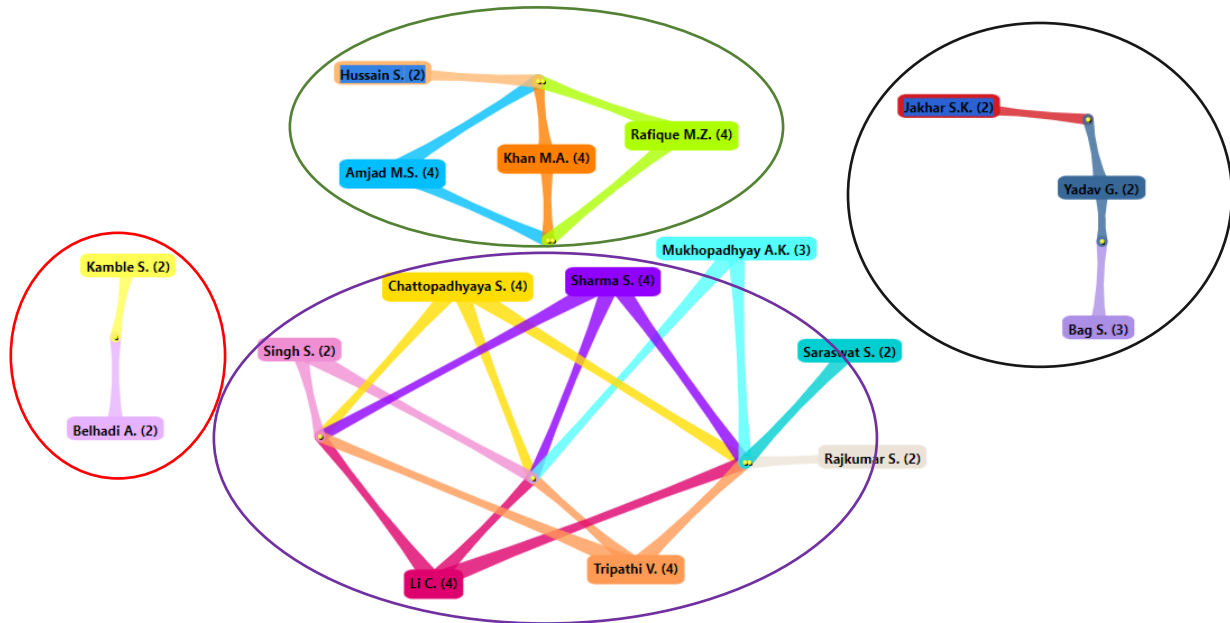 Hussain S. (2)
Jakhar S.K. (2)
Rafique M.Z. (4)
Khan M.A. (4)
Amjad M.S. (4)
Yadav G. (2)
Mukhopadhyay A.K. (3)
Kamble S. (2)
Chattopadhyaya S. (4)
Sharma S. (4)
Bag S. (3)
Singh S. (2)
Saraswat S. (2)
Belhadi A. (2)
Rajkumar S. (2)
Tripathi V. (4)
Li C. (4)